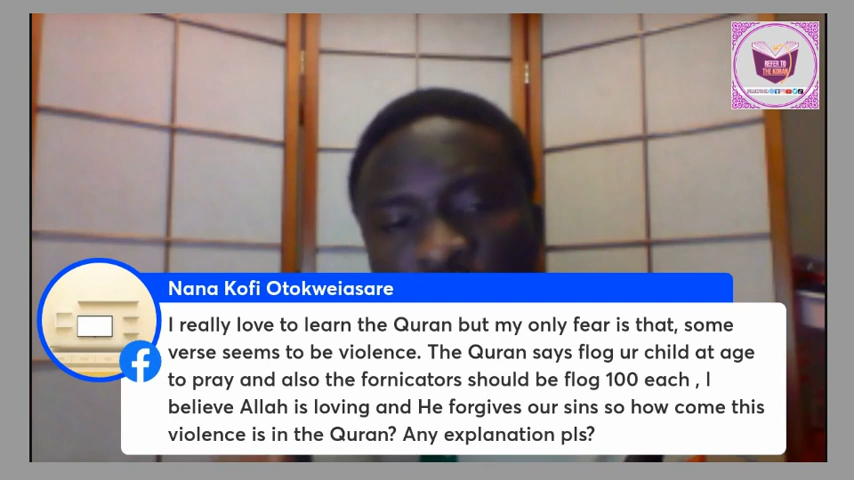 REFER TO
THE KORAN
Nana Kofi Otokweiasare
I really love to learn the Quran but my only fear is that, some
verse seems to be violence. The Quran says flog ur child at age
to pray and also the fornicators should be flog 100 each , I
believe Allah is loving and He forgives our sins so how come this
violence is in the Quran? Any explanation pls?